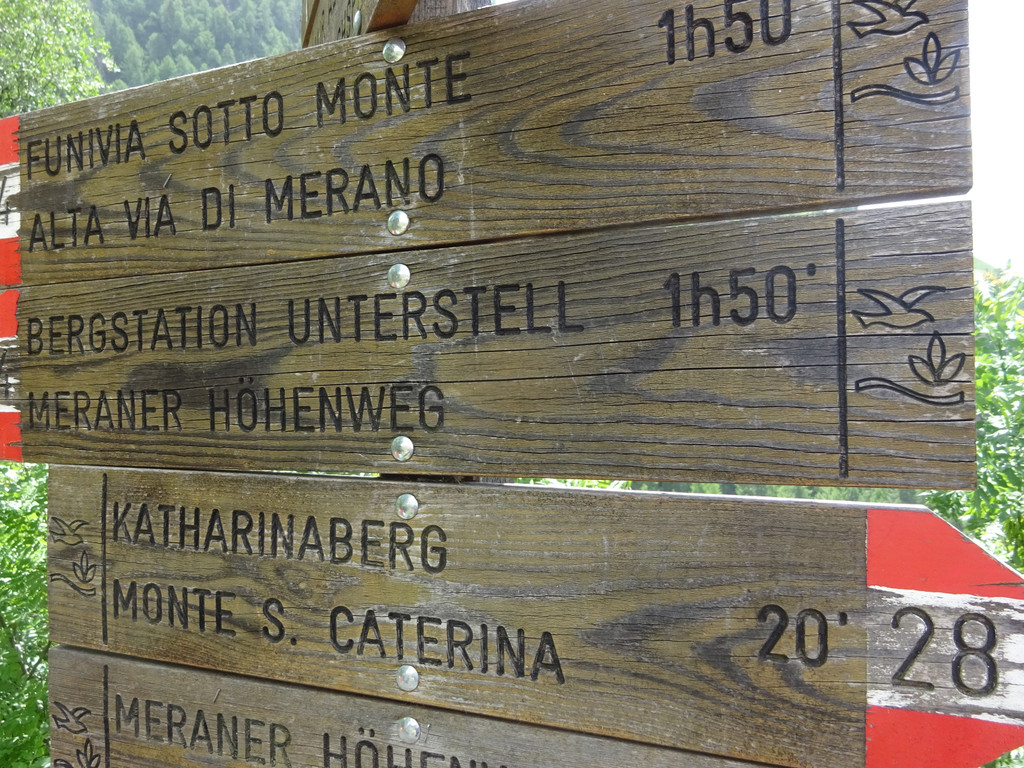 FUNIVIA SOTTO MONTE 1h50'
ALTA VIA DI MERANO
BERGSTATION UNTERSTELL 1h50'
MERANER HÖHENWEG
KATHARINABERG
MONTE S. CATERINA 20'
28
MERANER